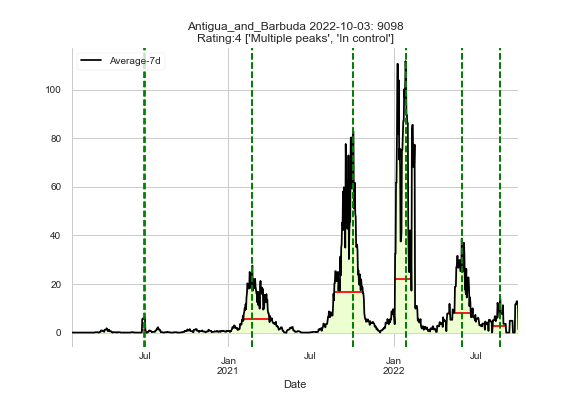 Antigua_and_Barbuda 2022-10-03: 9098
Rating:4 ['Multiple peaks', 'In control']
Average-7d
100
80
60
40
20
0
Jul
Jan
2021
Jul
Jan
2022
Jul
Date